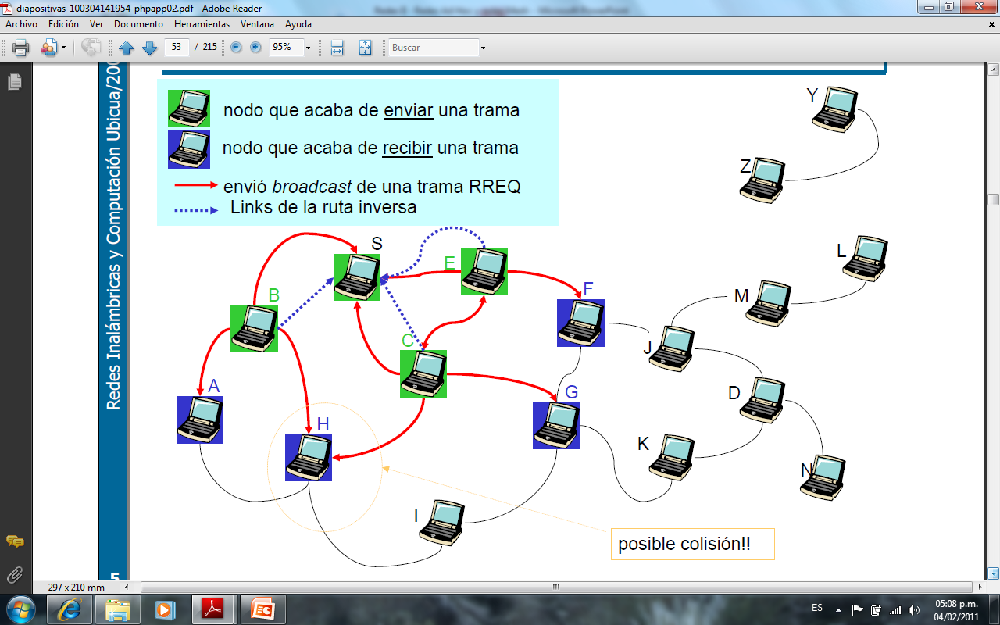 diapositivas-100304141954-phpapp02.pdf - Adobe Reader
Archivo Edición Ver Documento Herramientas Ventana Ayuda
53 / 215 95% Buscar
Redes Inalámbricas y Computación Ubicua/200
nodo que acaba de enviar una trama
nodo que acaba de recibir una trama
envió broadcast de una trama RREQ
Links de la ruta inversa
Y
Z
S
E
L
B
F
M
C
J
A
G
D
H
K
N
I
posible colisión!!
5
297 x 210 mm
ES
05:08 p.m.
04/02/2011